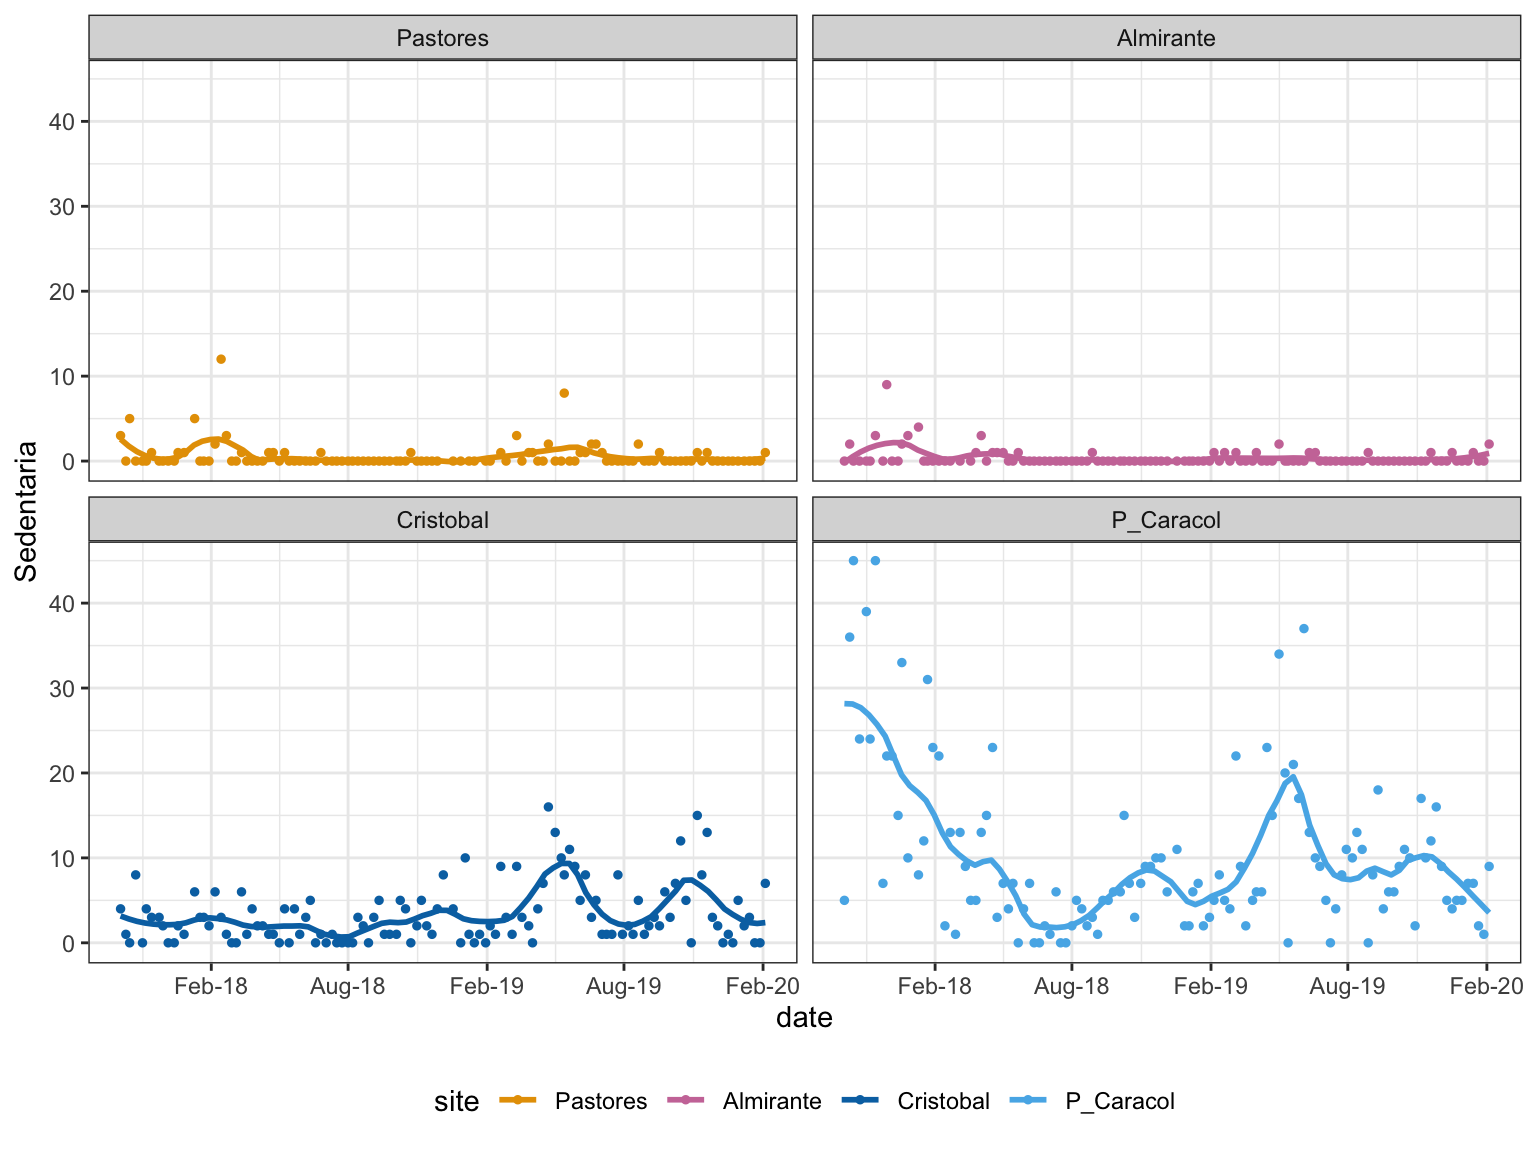 Pastores
Almirante
40
30
20
10
0
Sedentaria
Cristobal
P_Caracol
40
30
20
10
0
Feb-18
Aug-18
Feb-19
Aug-19
Feb-20
Feb-18
Aug-18
Feb-19
Aug-19
Feb-20
date
site Pastores Almirante Cristobal P_Caracol